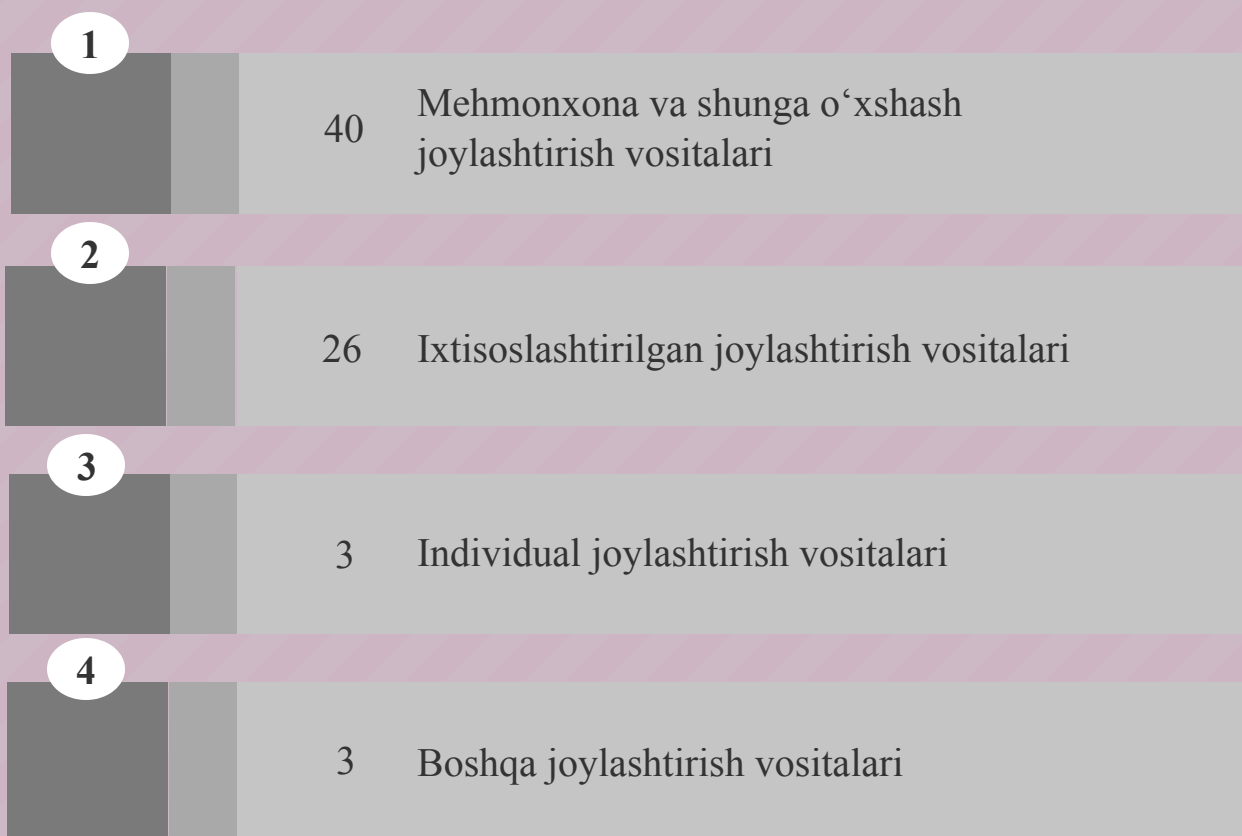 1
40
Mehmonxona va shunga o‘xshash
joylashtirish vositalari
2
26
Ixtisoslashtirilgan joylashtirish vositalari
3
3
Individual joylashtirish vositalari
4
3
Boshqa joylashtirish vositalari